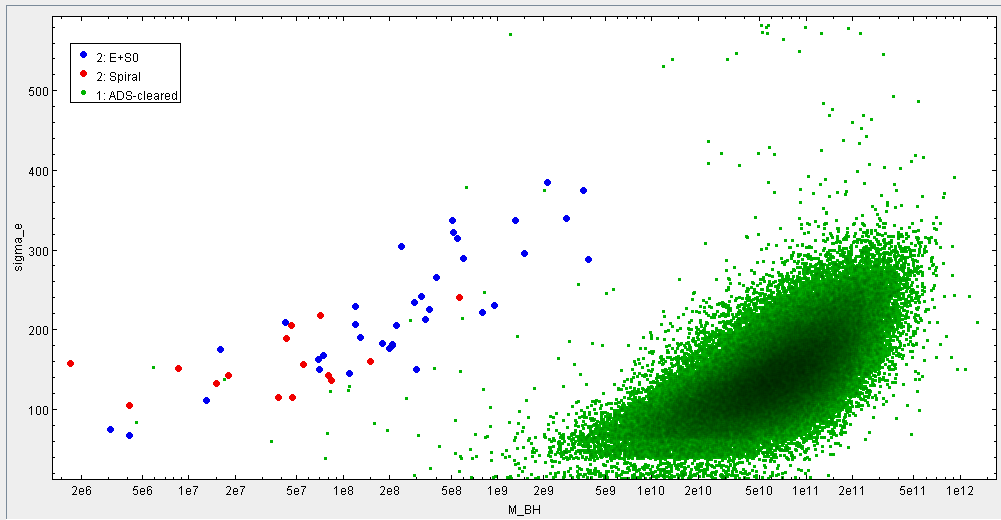 2: E+S0
2: Spiral
1: ADS-cleared
500
400
300
200
100
sigma_e
2e6 5e6 1e7 2e7 5e7 1e8 2e8 5e8 1e9 2e9 5e9 1e10 2e10 5e10 1e11 2e11 5e11 1e12
M_BH